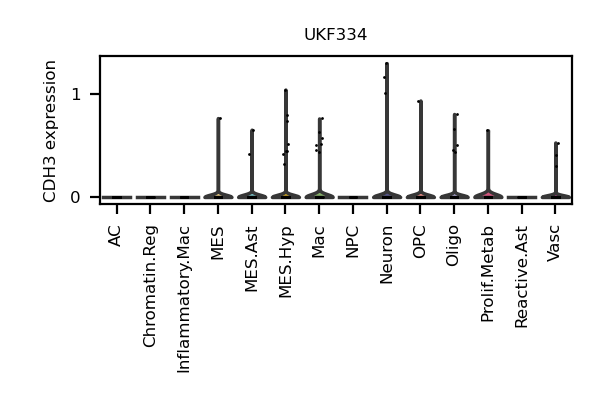 UKF334
CDH3 expression
1
0
AC
Chromatin.Reg
Inflammatory.Mac
MES
MES.Ast
MES.Hyp
Mac
NPC
Neuron
OPC
Oligo
Prolif.Metab
Reactive.Ast
Vasc